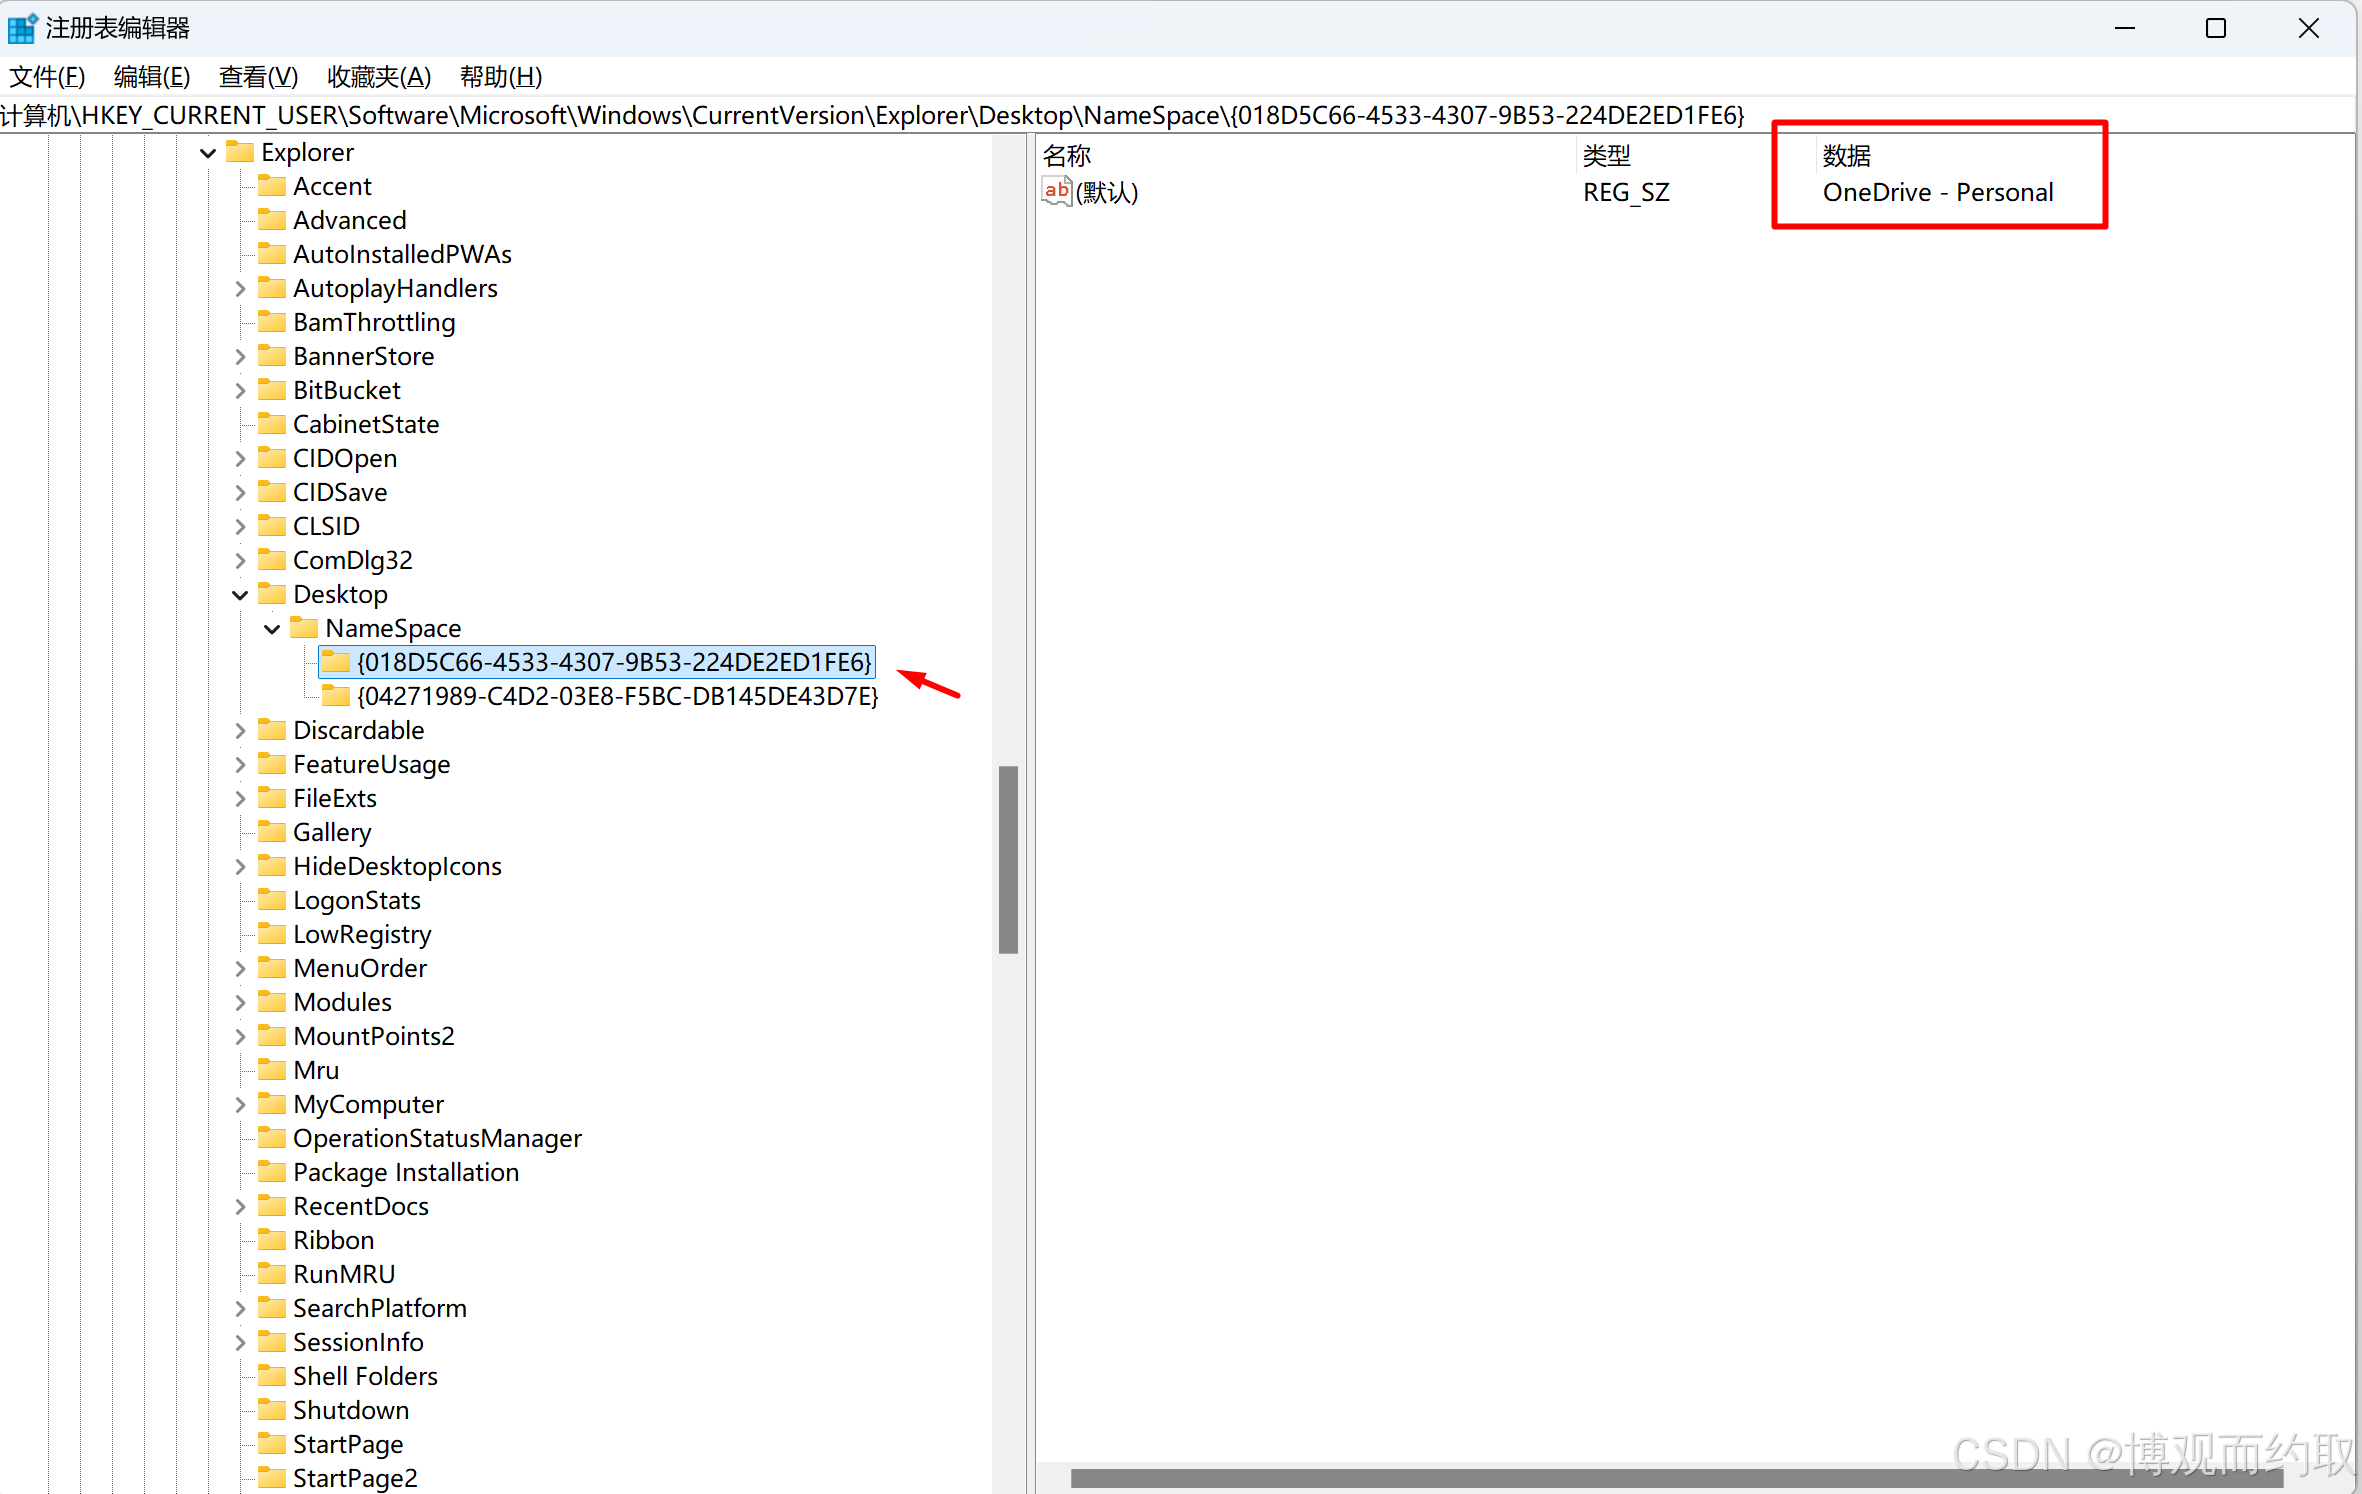 注册表编辑器
文件(F) 编辑(E) 查看(V) 收藏夹(A) 帮助(H)
计算机\HKEY_CURRENT_USER\Software\Microsoft\Windows\CurrentVersion\Explorer\Desktop\NameSpace\{018D5C66-4533-4307-9B53-224DE2ED1FE6}
Explorer
Accent
Advanced
AutoInstalledPWAs
AutoplayHandlers
BamThrottling
BannerStore
BitBucket
CabinetState
CIDOpen
CIDSave
CLSID
ComDlg32
Desktop
NameSpace
{018D5C66-4533-4307-9B53-224DE2ED1FE6}
{04271989-C4D2-03E8-F5BC-DB145DE43D7E}
Discardable
FeatureUsage
FileExts
Gallery
HideDesktopIcons
LogonStats
LowRegistry
MenuOrder
Modules
MountPoints2
Mru
MyComputer
OperationStatusManager
Package Installation
RecentDocs
Ribbon
RunMRU
SearchPlatform
SessionInfo
Shell Folders
Shutdown
StartPage
StartPage2
名称 类型 数据
ab (默认) REG_SZ OneDrive - Personal
CSDN @博观而约取